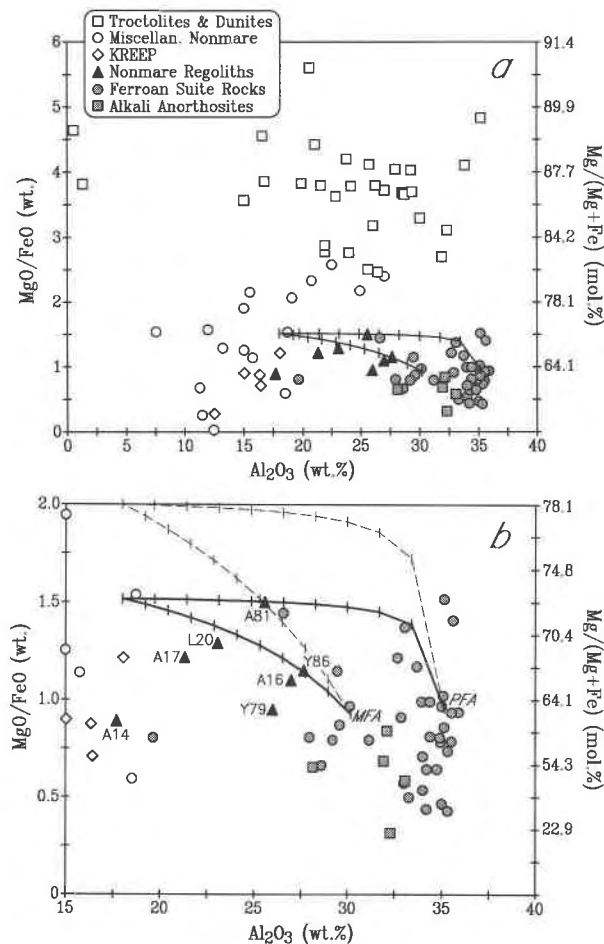 Troctolites & Dunites
Miscellan. Nonmare
KREEP
Nonmare Regoliths
Ferroan Suite Rocks
Alkali Anorthosites
a
6
5
4
3
2
1
0
MgO/FeO (wt.)
91.4
89.9
87.7
84.2
78.1
64.1
Mg/(Mg+Fe) (mol.%)
0 5 10 15 20 25 30 35 40
Al₂O₃ (wt.%)
b
2.0
1.5
1.0
0.5
0
MgO/FeO (wt.)
78.1
74.8
70.4
64.1
54.3
22.9
Mg/(Mg+Fe) (mol.%)
A81
L20
A17
Y86
A16
Y79
A14
MFA
PFA
15 20 25 30 35 40
Al₂O₃ (wt.%)